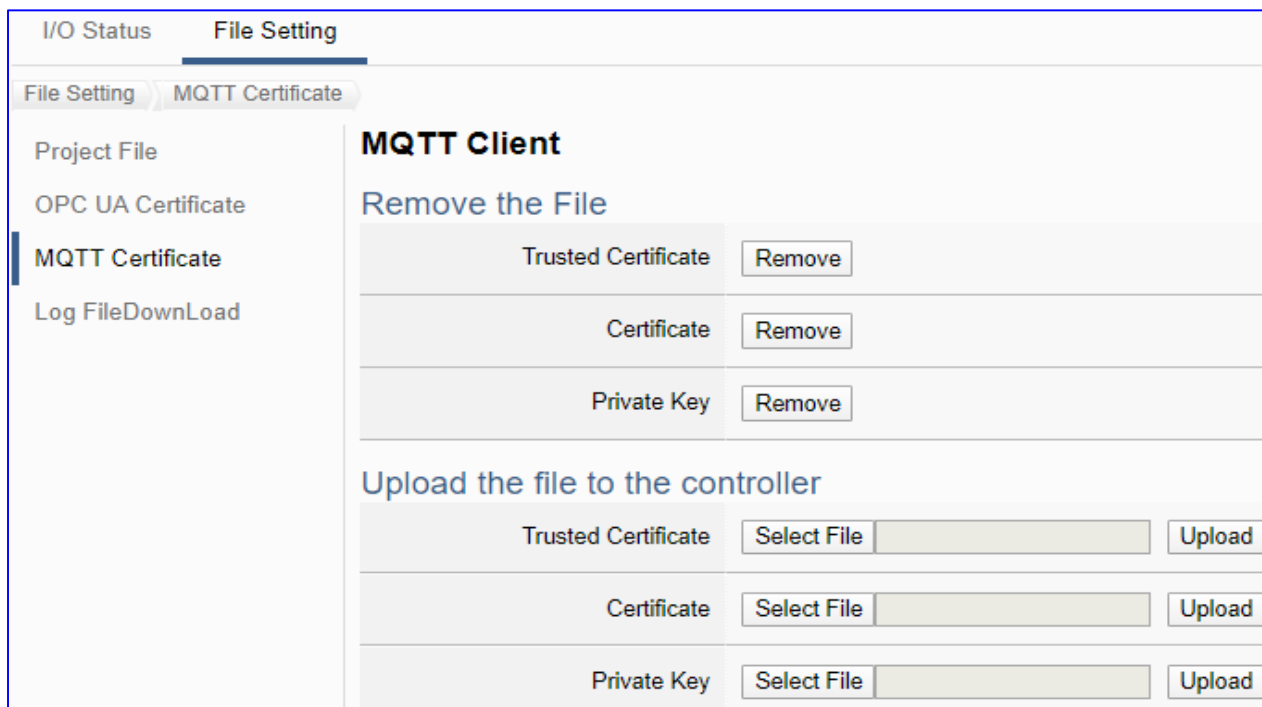 I/O Status File Setting
File Setting MQTT Certificate
Project File
OPC UA Certificate
MQTT Certificate
Log FileDownLoad
MQTT Client
Remove the File
Trusted Certificate Remove
Certificate Remove
Private Key Remove
Upload the file to the controller
Trusted Certificate Select File Upload
Certificate Select File Upload
Private Key Select File Upload